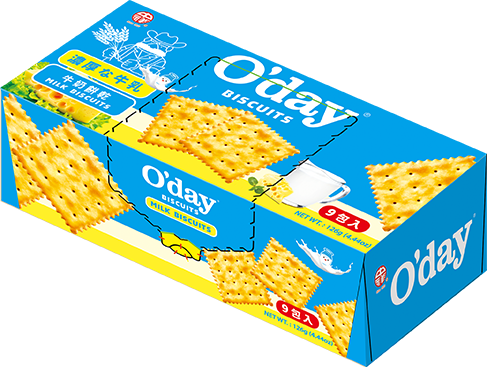 濃厚な牛乳
牛奶餅乾
MILK BISCUITS
O'day®
BISCUITS
9包入
NET WT.: 126g (4.44oz)
O'day®
BISCUITS
MILK BISCUITS
9包入
NET WT.: 126g (4.44oz)
O'day®